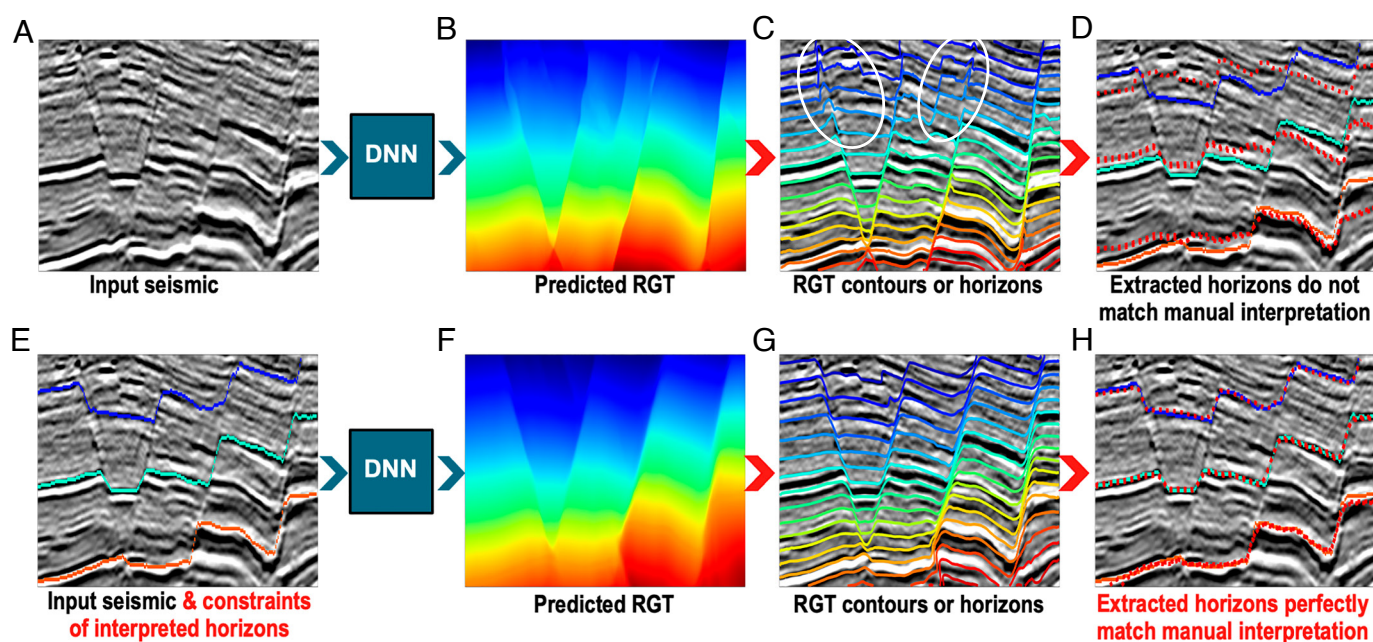 A
B
C
D
DNN
Input seismic
Predicted RGT
RGT contours or horizons
Extracted horizons do not
match manual interpretation
E
F
G
H
DNN
Input seismic & constraints
of interpreted horizons
Predicted RGT
RGT contours or horizons
Extracted horizons perfectly
match manual interpretation